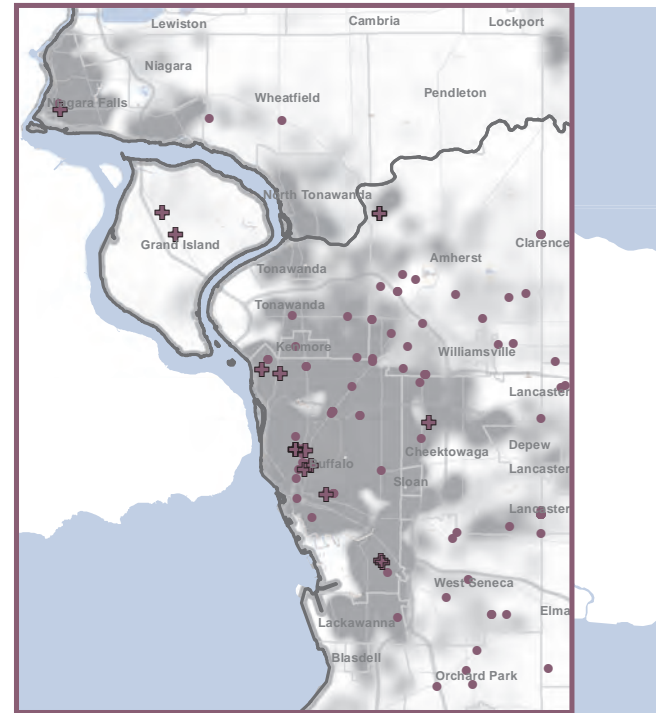 Lewiston
Cambria
Lockport
Niagara
Niagara Falls
Wheatfield
Pendleton
North Tonawanda
Grand Island
Clarence
Amherst
Tonawanda
Tonawanda
Kenmore
Williamsville
Lancaster
Depew
Cheektowaga
Buffalo
Lancaster
Sloan
Lancaster
West Seneca
Elma
Lackawanna
Blasdell
Orchard Park